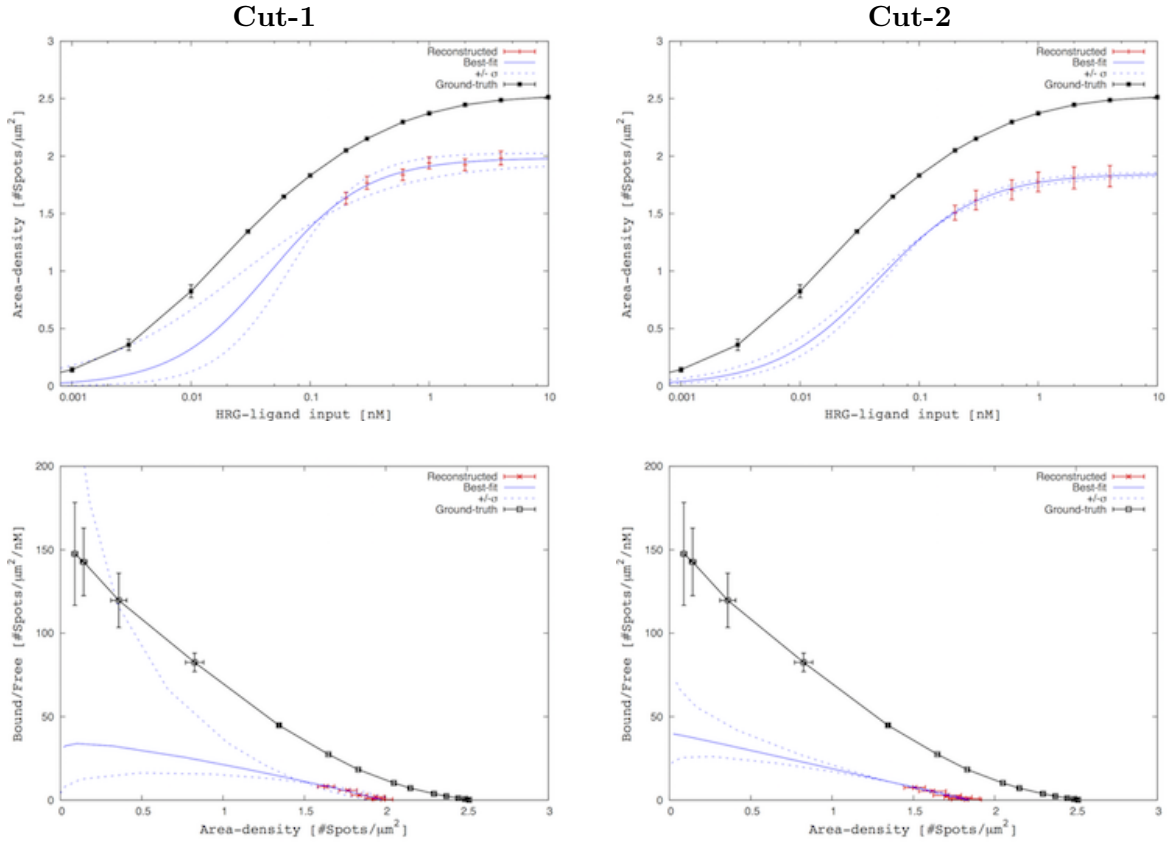 Cut-1
Cut-2
3
2.5
2
1.5
1
0.5
0
Area-density [#Spots/μm²]
Reconstructed
Best-fit
+/- σ
Ground-truth
0.001
0.01
0.1
1
10
HRG-ligand input [nM]
3
2.5
2
1.5
1
0.5
0
Area-density [#Spots/μm²]
Reconstructed
Best-fit
+/- σ
Ground-truth
0.001
0.01
0.1
1
10
HRG-ligand input [nM]
200
150
100
50
0
Bound/Free [#Spots/μm²/nM]
Reconstructed
Best-fit
+/-σ
Ground-truth
0
0.5
1
1.5
2
2.5
3
Area-density [#Spots/μm²]
200
150
100
50
0
Bound/Free [#Spots/μm²/nM]
Reconstructed
Best-fit
+/-σ
Ground-truth
0
0.5
1
1.5
2
2.5
3
Area-density [#Spots/μm²]